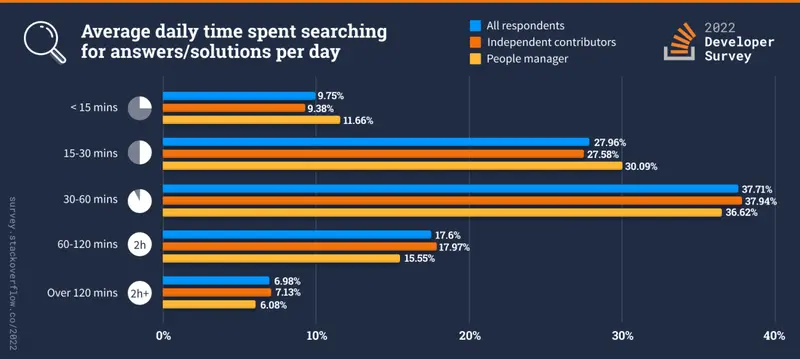 Average daily time spent searching
for answers/solutions per day
All respondents
Independent contributors
People manager
2022
Developer
Survey
< 15 mins
9.75%
9.38%
11.66%
15-30 mins
27.96%
27.58%
30.09%
30-60 mins
37.71%
37.94%
36.62%
60-120 mins
2h
17.6%
17.97%
15.55%
Over 120 mins
2h+
6.98%
7.13%
6.08%
0%
10%
20%
30%
40%
survey.stackoverflow.co/2022